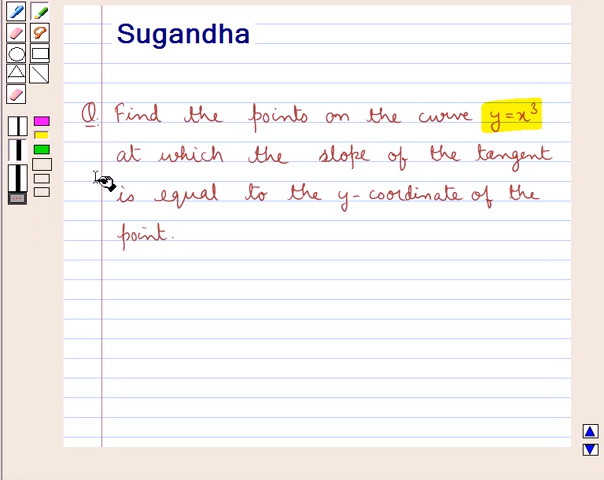 Sugandha
Q. Find the points on the curve y=x³
at which the slope of the tangent
is equal to the y-coordinate of the
point.